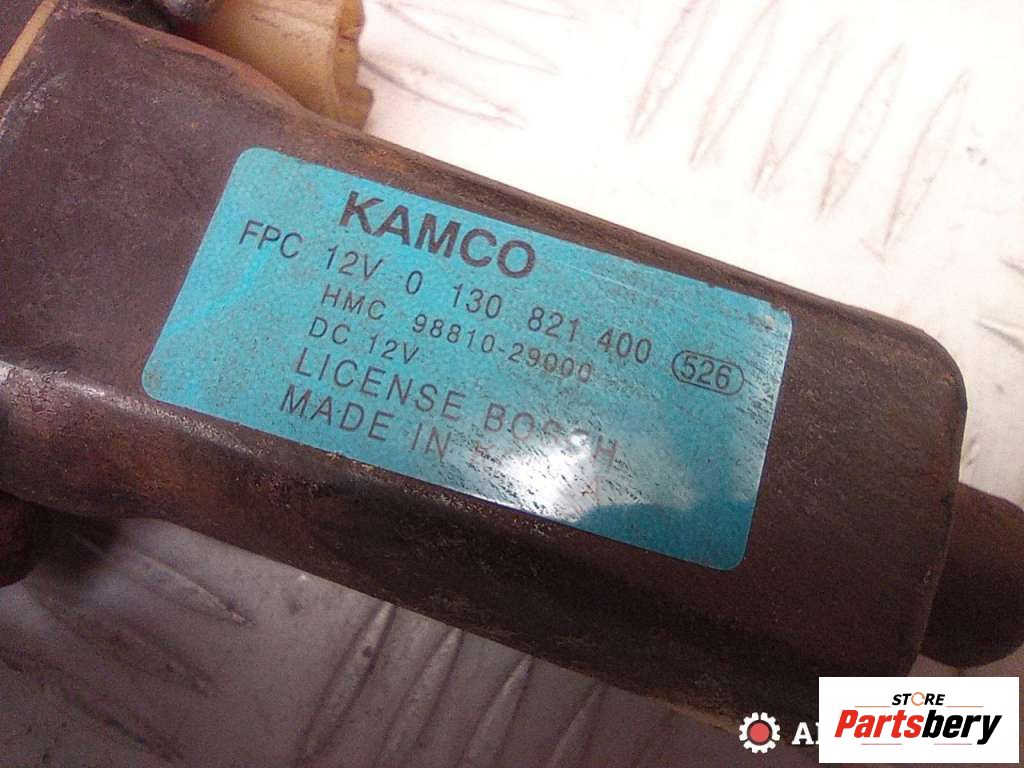 KAMCO
FPC 12V 0 130 821 400 526
HMC 98810-29000
DC 12V
LICENSE BOSCH
MADE IN
STORE
Partsbery